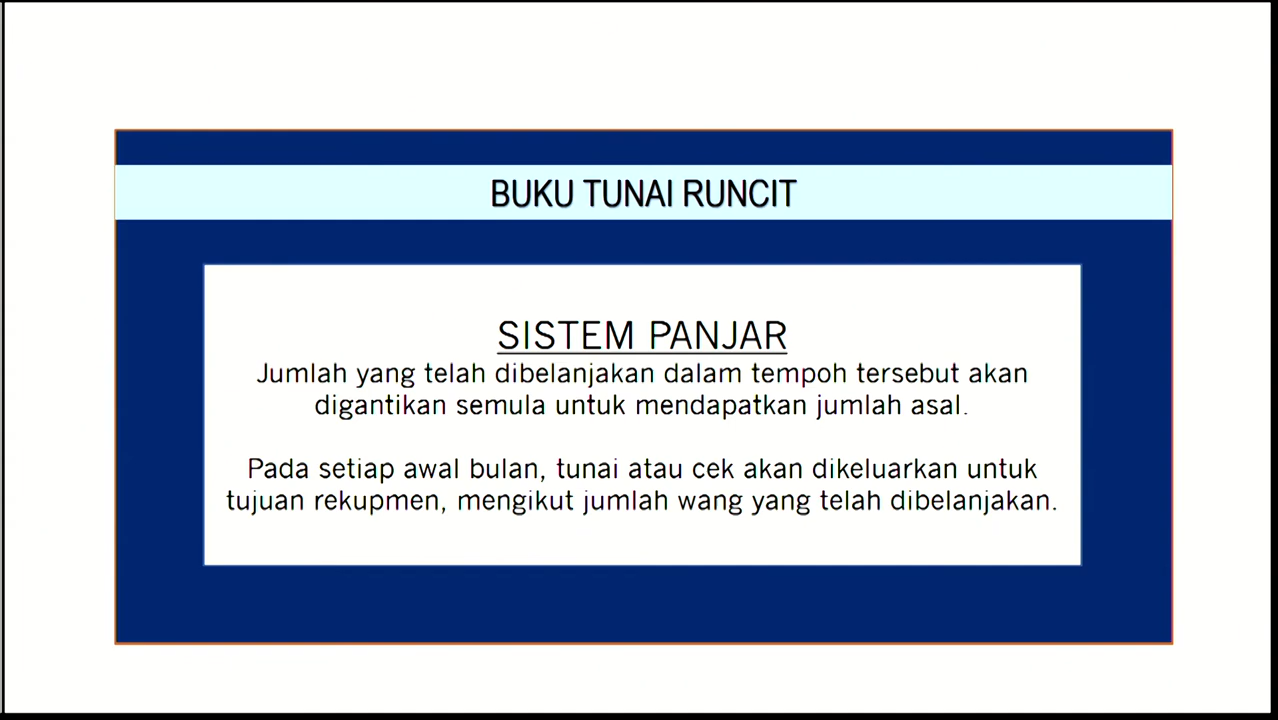 BUKU TUNAI RUNCIT
SISTEM PANJAR
Jumlah yang telah dibelanjakan dalam tempoh tersebut akan
digantikan semula untuk mendapatkan jumlah asal.
Pada setiap awal bulan, tunai atau cek akan dikeluarkan untuk
tujuan rekupmen, mengikut jumlah wang yang telah dibelanjakan.